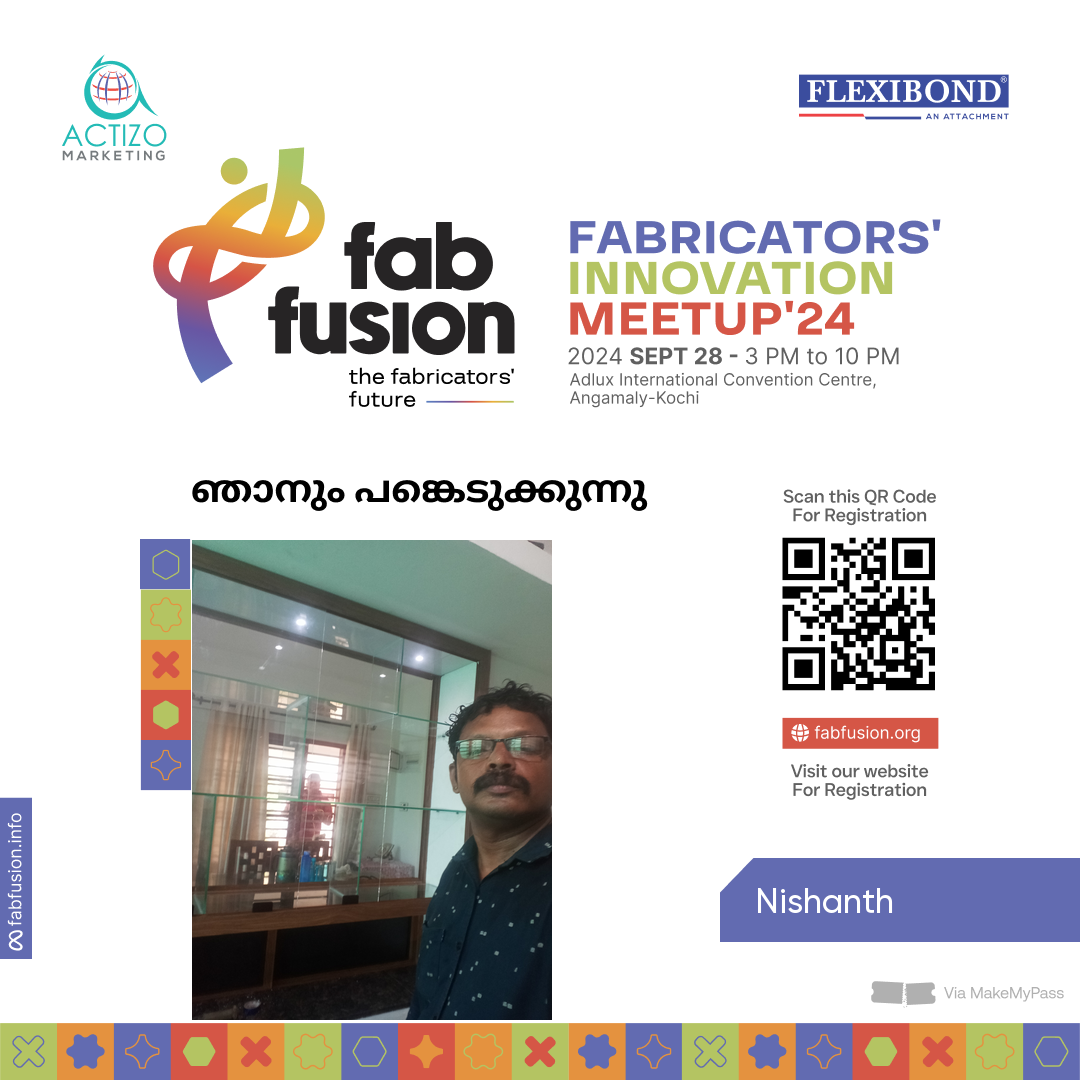 ACTIZO
MARKETING
FLEXIBOND®
AN ATTACHMENT
fab
fusion
the fabricators'
future
FABRICATORS'
INNOVATION
MEETUP'24
2024 SEPT 28 - 3 PM to 10 PM
Adlux International Convention Centre,
Angamaly-Kochi
ഞാനും പങ്കെടുക്കുന്നു
Scan this QR Code
For Registration
fabfusion.org
Visit our website
For Registration
fabfusion.info
Nishanth
Via MakeMyPass